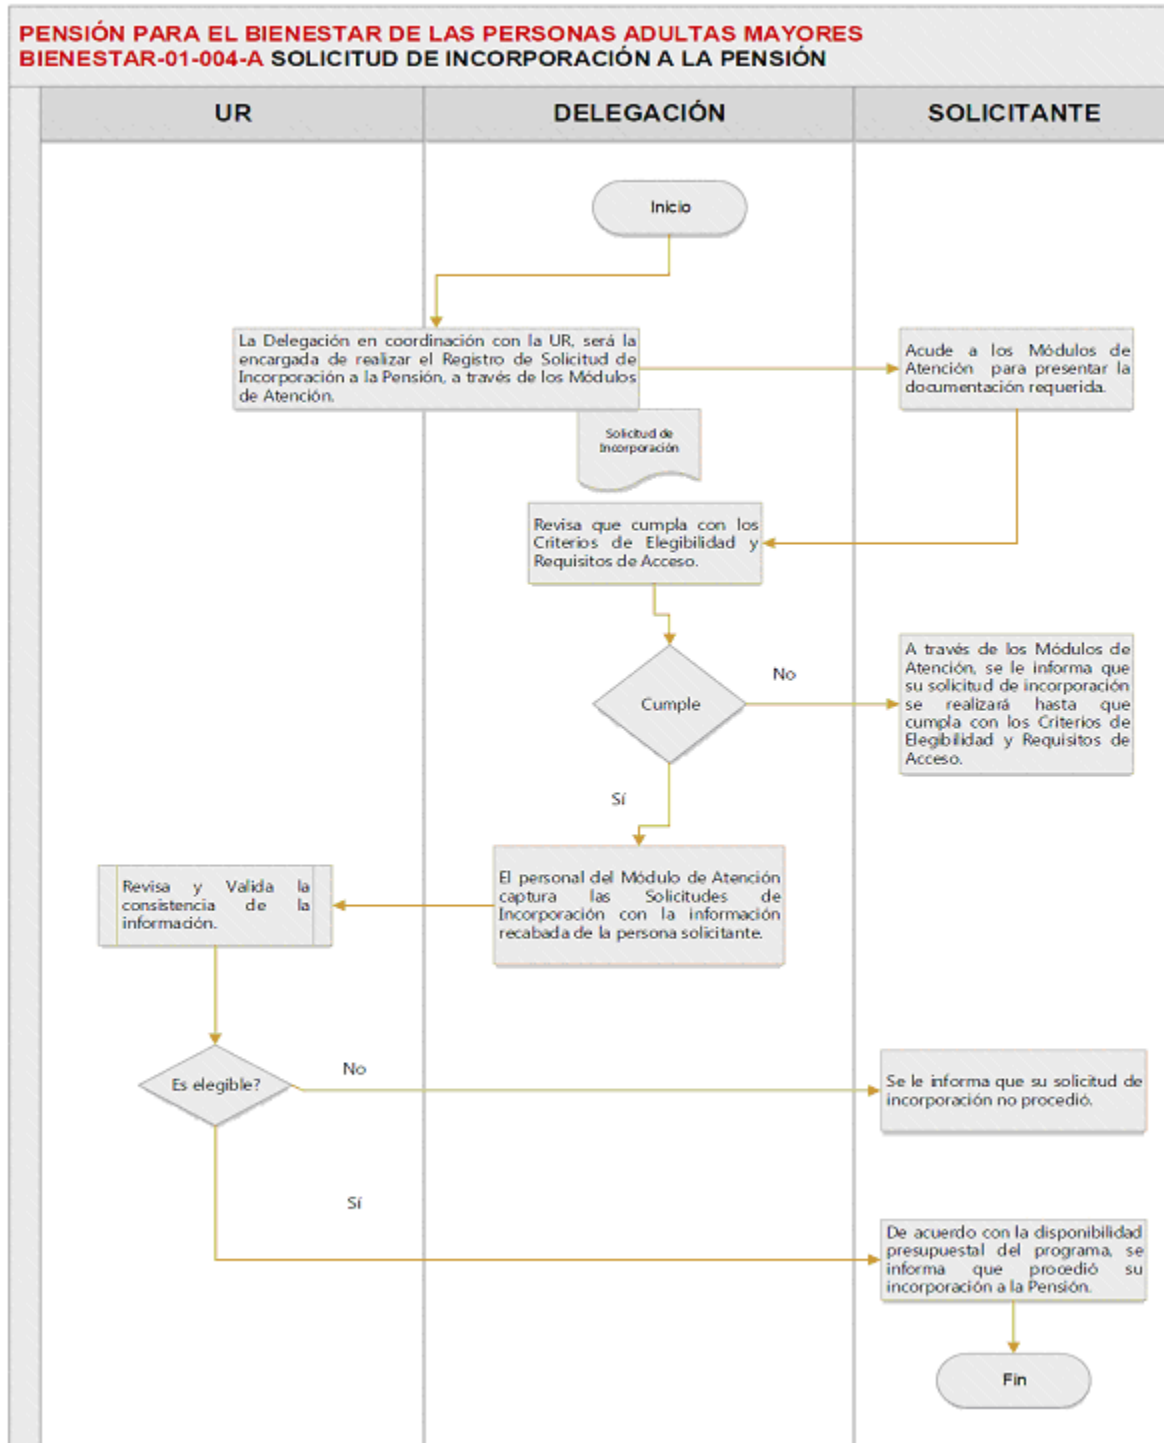 PENSIÓN PARA EL BIENESTAR DE LAS PERSONAS ADULTAS MAYORES
BIENESTAR-01-004-A SOLICITUD DE INCORPORACIÓN A LA PENSIÓN
UR
DELEGACIÓN
SOLICITANTE
Inicio
La Delegación en coordinación con la UR, será la
encargada de realizar el Registro de Solicitud de
Incorporación a la Pensión, a través de los Módulos
de Atención.
Acude a los Módulos de
Atención para presentar la
documentación requerida.
Solicitud de
Incorporación
Revisa que cumpla con los
Criterios de Elegibilidad y
Requisitos de Acceso.
Cumple
No
A través de los Módulos de
Atención, se le informa que
su solicitud de incorporación
se realizará hasta que
cumpla con los Criterios de
Elegibilidad y Requisitos de
Acceso.
Sí
El personal del Módulo de Atención
captura las Solicitudes de
Incorporación con la información
recabada de la persona solicitante.
Revisa y Valida la
consistencia de la
información.
Es elegible?
No
Se le informa que su solicitud de
incorporación no procedió.
Sí
De acuerdo con la disponibilidad
presupuestal del programa, se
informa que procedió su
incorporación a la Pensión.
Fin